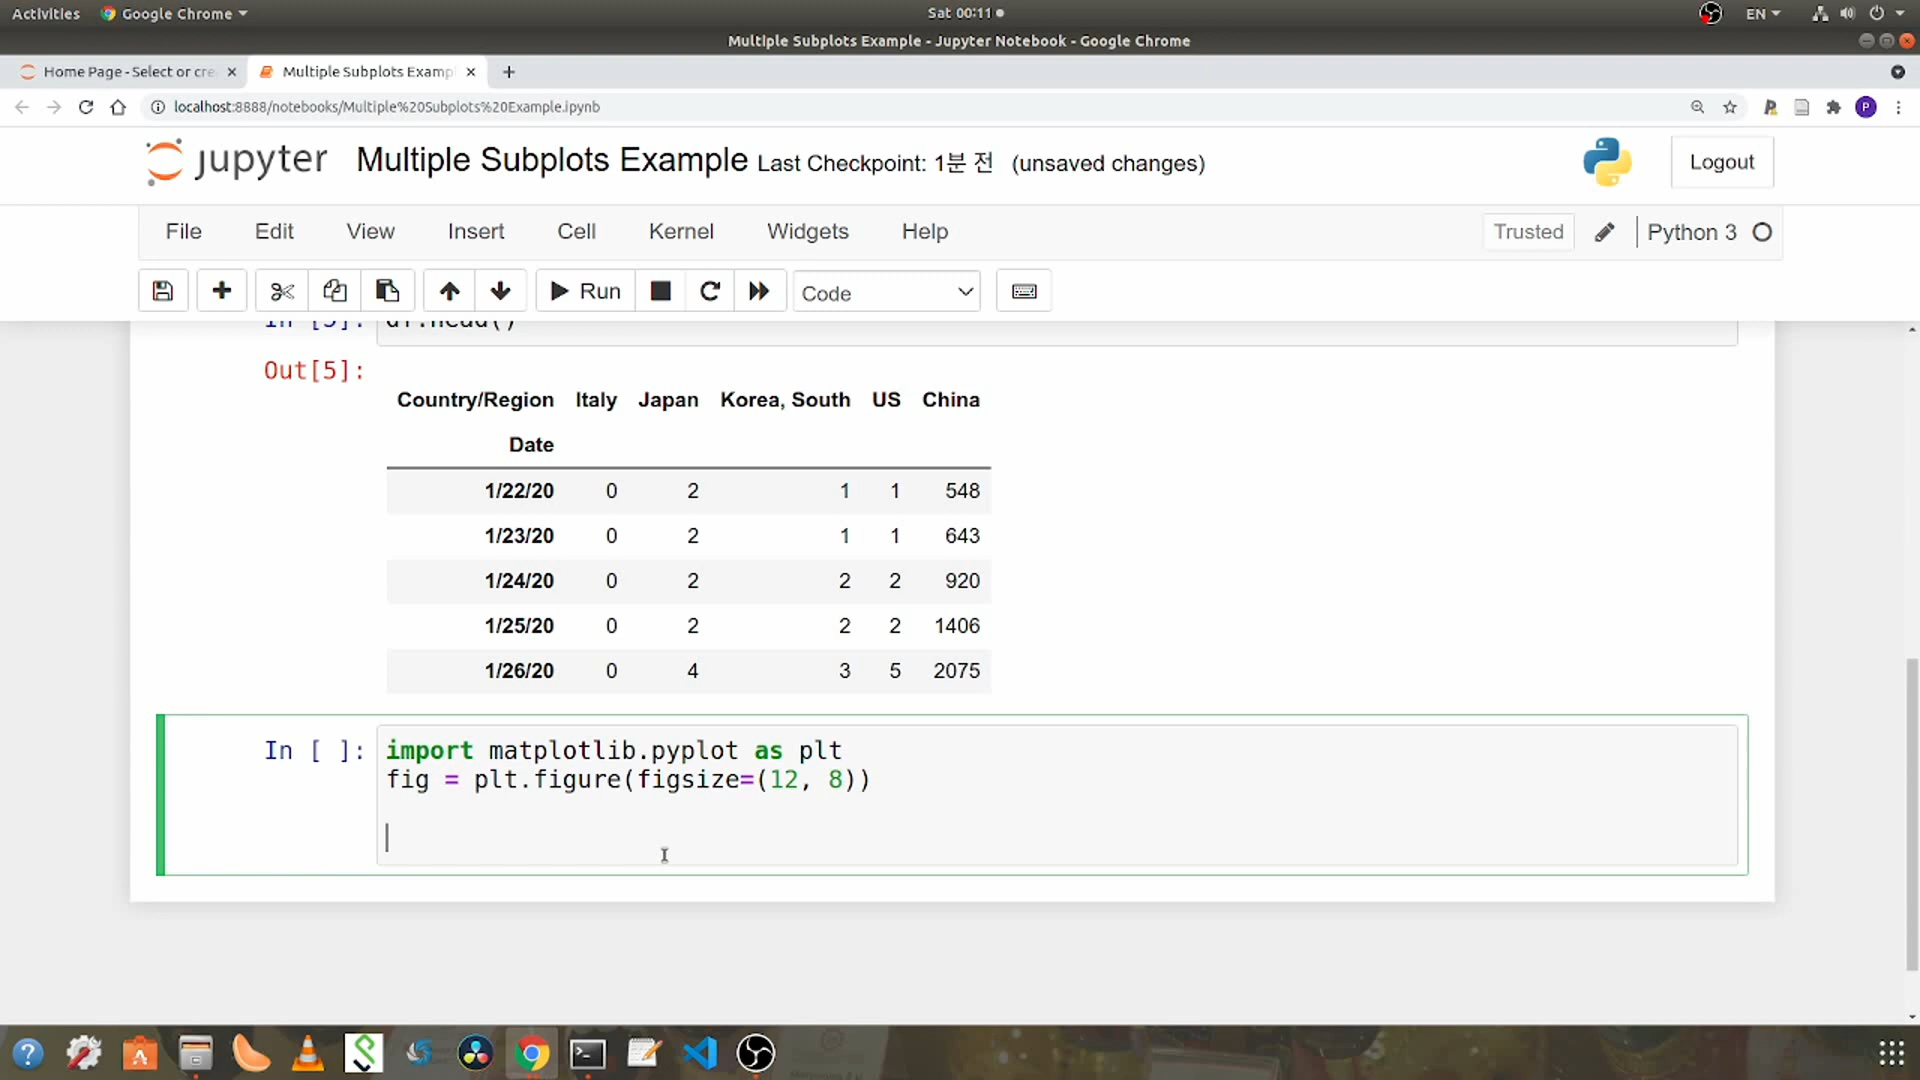 Activities Google Chrome Sat 00:11 EN
Multiple Subplots Example - Jupyter Notebook - Google Chrome
Home Page - Select or cre Multiple Subplots Exampl
localhost:8888/notebooks/Multiple%20Subplots%20Example.ipynb P
jupyter Multiple Subplots Example Last Checkpoint: 1분 전 (unsaved changes) Logout
File Edit View Insert Cell Kernel Widgets Help Trusted Python 3
Run Code
In [5]: df.head()
Out[5]:
Country/Region Italy Japan Korea, South US China
Date
1/22/20 0 2 1 1 548
1/23/20 0 2 1 1 643
1/24/20 0 2 2 2 920
1/25/20 0 2 2 2 1406
1/26/20 0 4 3 5 2075
In [ ]: import matplotlib.pyplot as plt
fig = plt.figure(figsize=(12, 8))